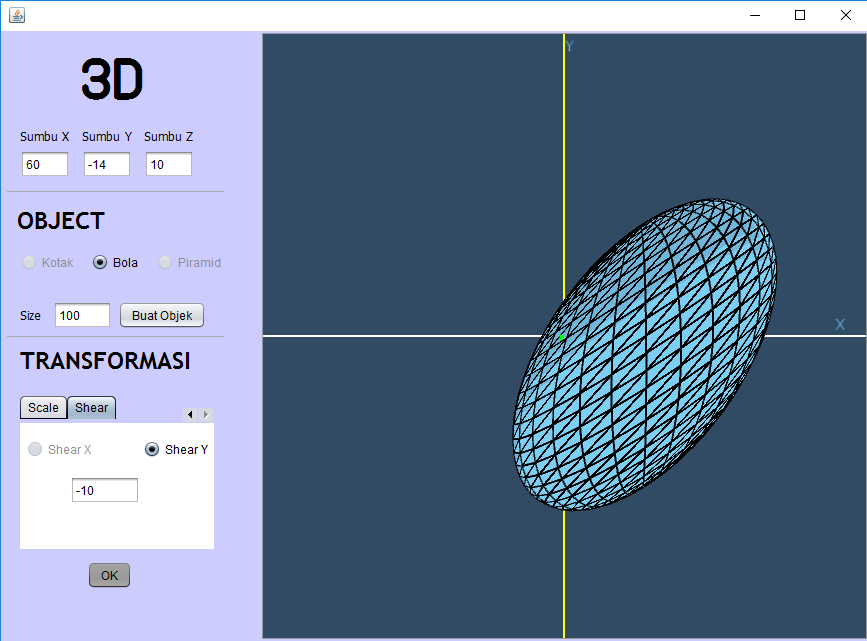 3D
Sumbu X Sumbu Y Sumbu Z
60 -14 10
OBJECT
Kotak Bola Piramid
Size 100 Buat Objek
TRANSFORMASI
Scale Shear
Shear X Shear Y
-10
OK
Y
X